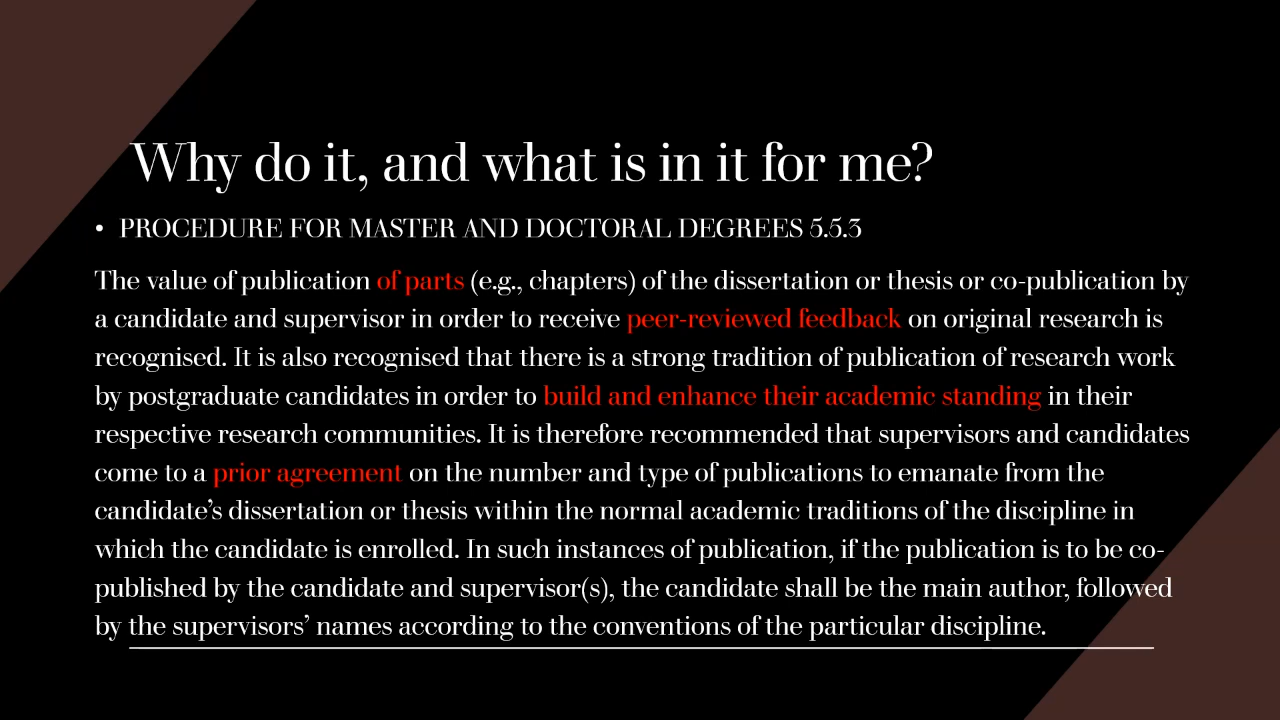 Why do it, and what is in it for me?
• PROCEDURE FOR MASTER AND DOCTORAL DEGREES 5.5.3
The value of publication of parts (e.g., chapters) of the dissertation or thesis or co-publication by
a candidate and supervisor in order to receive peer-reviewed feedback on original research is
recognised. It is also recognised that there is a strong tradition of publication of research work
by postgraduate candidates in order to build and enhance their academic standing in their
respective research communities. It is therefore recommended that supervisors and candidates
come to a prior agreement on the number and type of publications to emanate from the
candidate’s dissertation or thesis within the normal academic traditions of the discipline in
which the candidate is enrolled. In such instances of publication, if the publication is to be co-
published by the candidate and supervisor(s), the candidate shall be the main author, followed
by the supervisors’ names according to the conventions of the particular discipline.